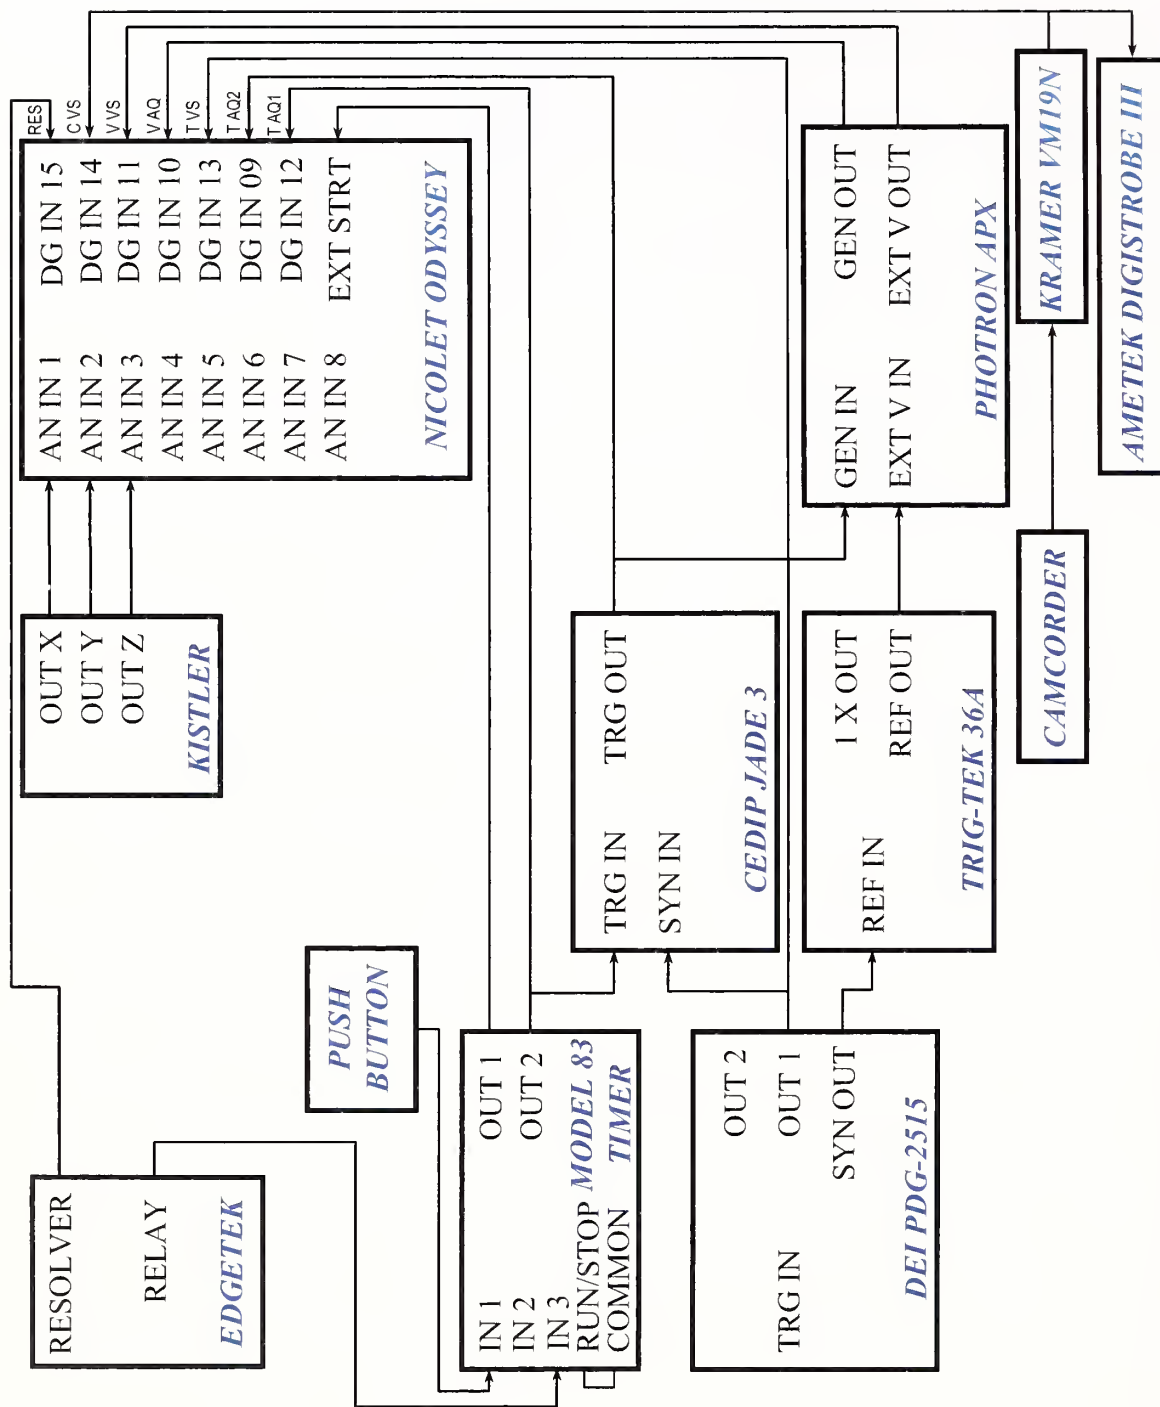 RESOLVER
RELAY
EDGETEK
PUSH
BUTTON
IN 1
IN 2
IN 3
RUN/STOP
COMMON
OUT 1
OUT 2
MODEL 83
TIMER
TRG IN
OUT 2
OUT 1
SYN OUT
DEI PDG-2515
OUT X
OUT Y
OUT Z
KISTLER
TRG IN
SYN IN
TRG OUT
CEDIP JADE 3
REF IN
1 X OUT
REF OUT
TRIG-TEK 36A
CAMCORDER
AN IN 1
AN IN 2
AN IN 3
AN IN 4
AN IN 5
AN IN 6
AN IN 7
AN IN 8
DG IN 15
DG IN 14
DG IN 11
DG IN 10
DG IN 13
DG IN 09
DG IN 12
EXT STRT
NICOLET ODYSSEY
RES
C VS
V VS
V AQ
T VS
T AQ2
T AQ1
GEN IN
EXT V IN
GEN OUT
EXT V OUT
PHOTRON APX
KRAMER VM19N
AMETEK DIGISTROBE III